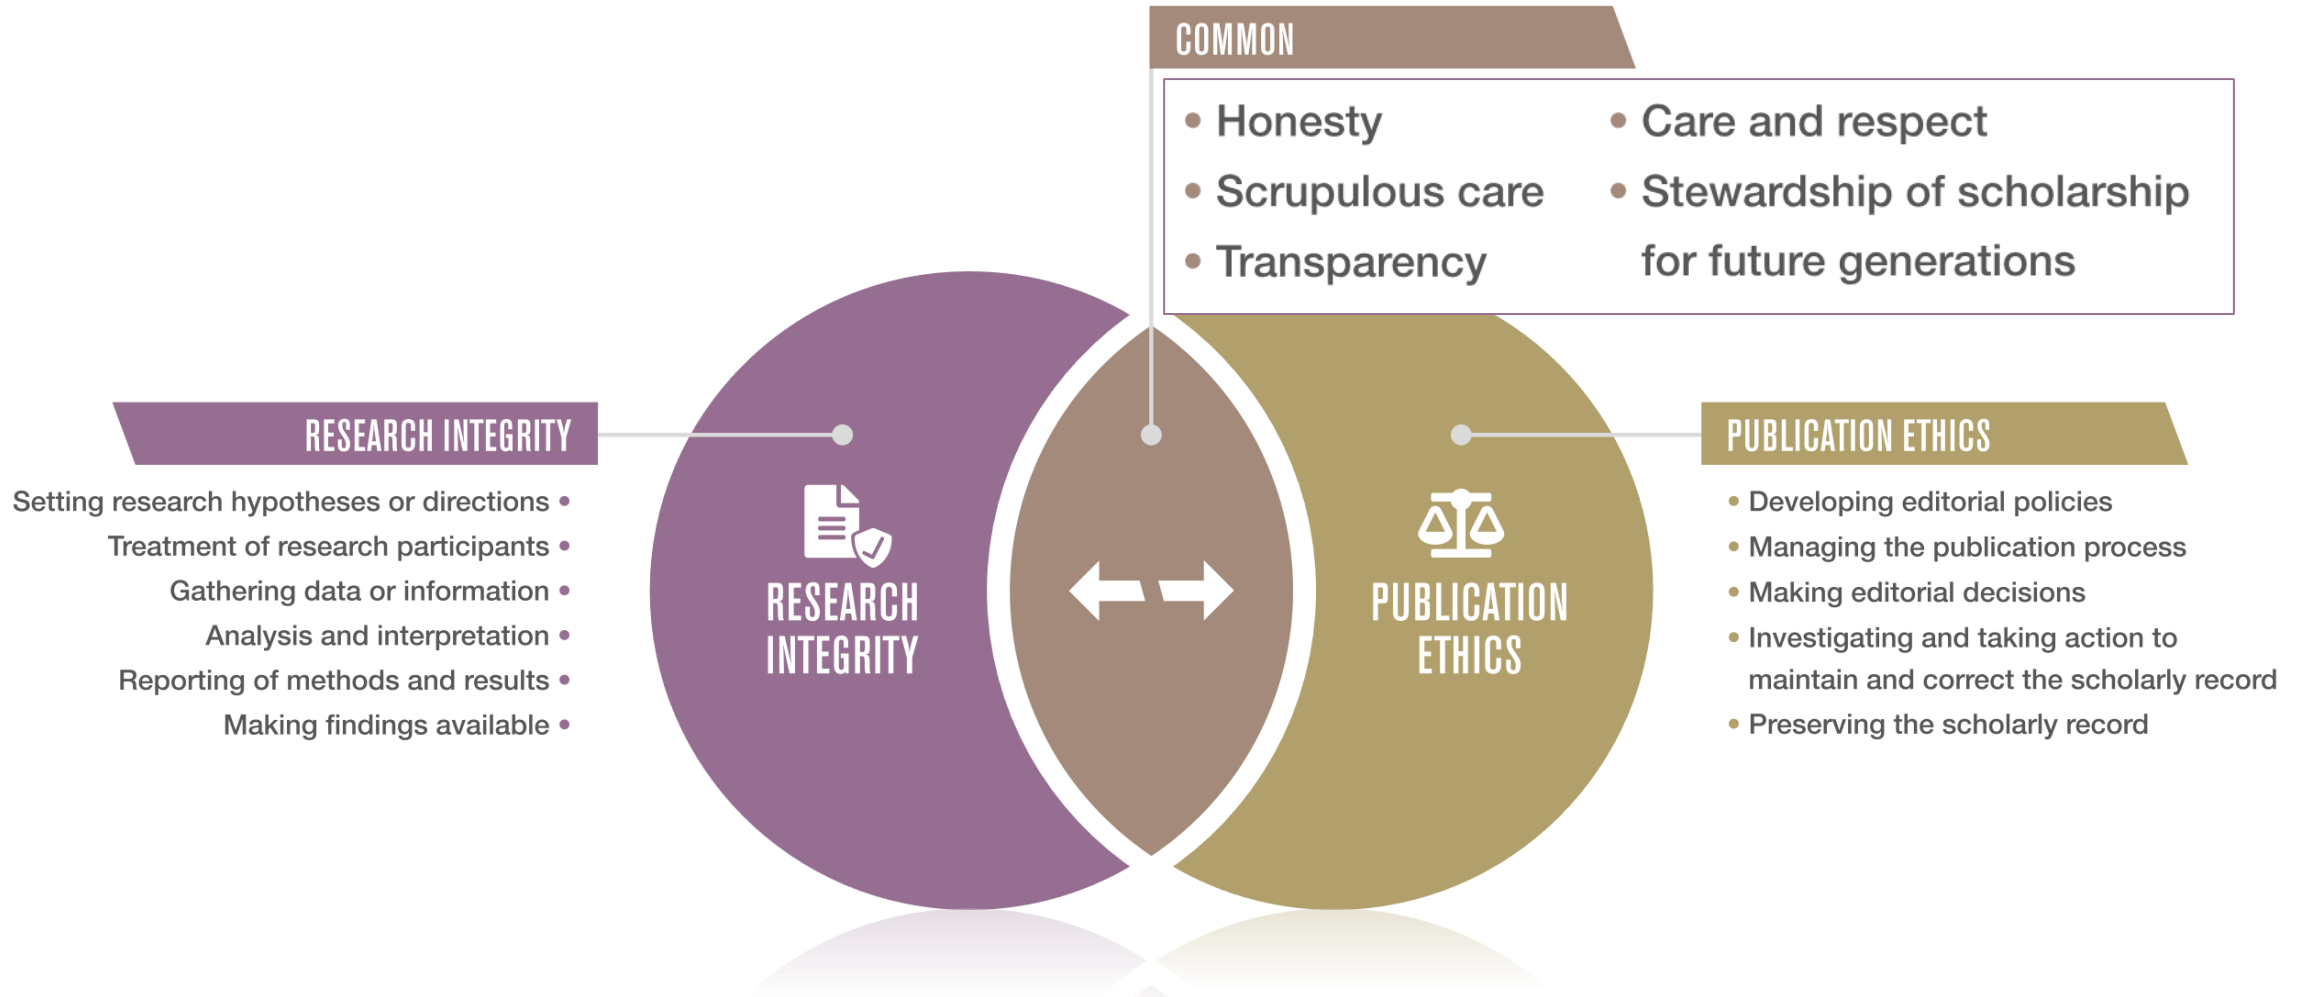 COMMON
Honesty
Scrupulous care
Transparency
Care and respect
Stewardship of scholarship
for future generations
RESEARCH INTEGRITY
Setting research hypotheses or directions
Treatment of research participants
Gathering data or information
Analysis and interpretation
Reporting of methods and results
Making findings available
RESEARCH
INTEGRITY
PUBLICATION
ETHICS
PUBLICATION ETHICS
Developing editorial policies
Managing the publication process
Making editorial decisions
Investigating and taking action to
maintain and correct the scholarly record
Preserving the scholarly record